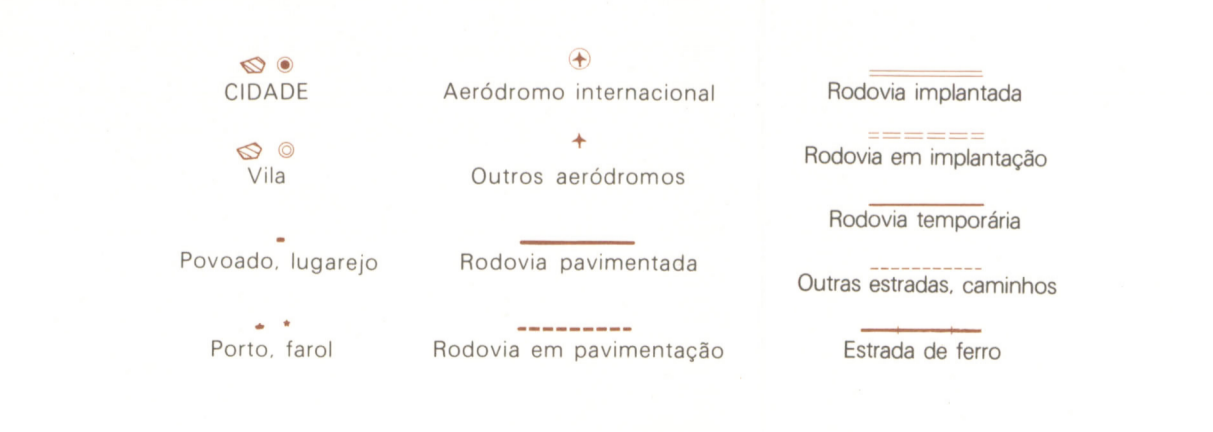 CIDADE
Vila
Povoado, lugarejo
Porto, farol
Aeródromo internacional
Outros aeródromos
Rodovia pavimentada
Rodovia em pavimentação
Rodovia implantada
Rodovia em implantação
Rodovia temporária
Outras estradas, caminhos
Estrada de ferro